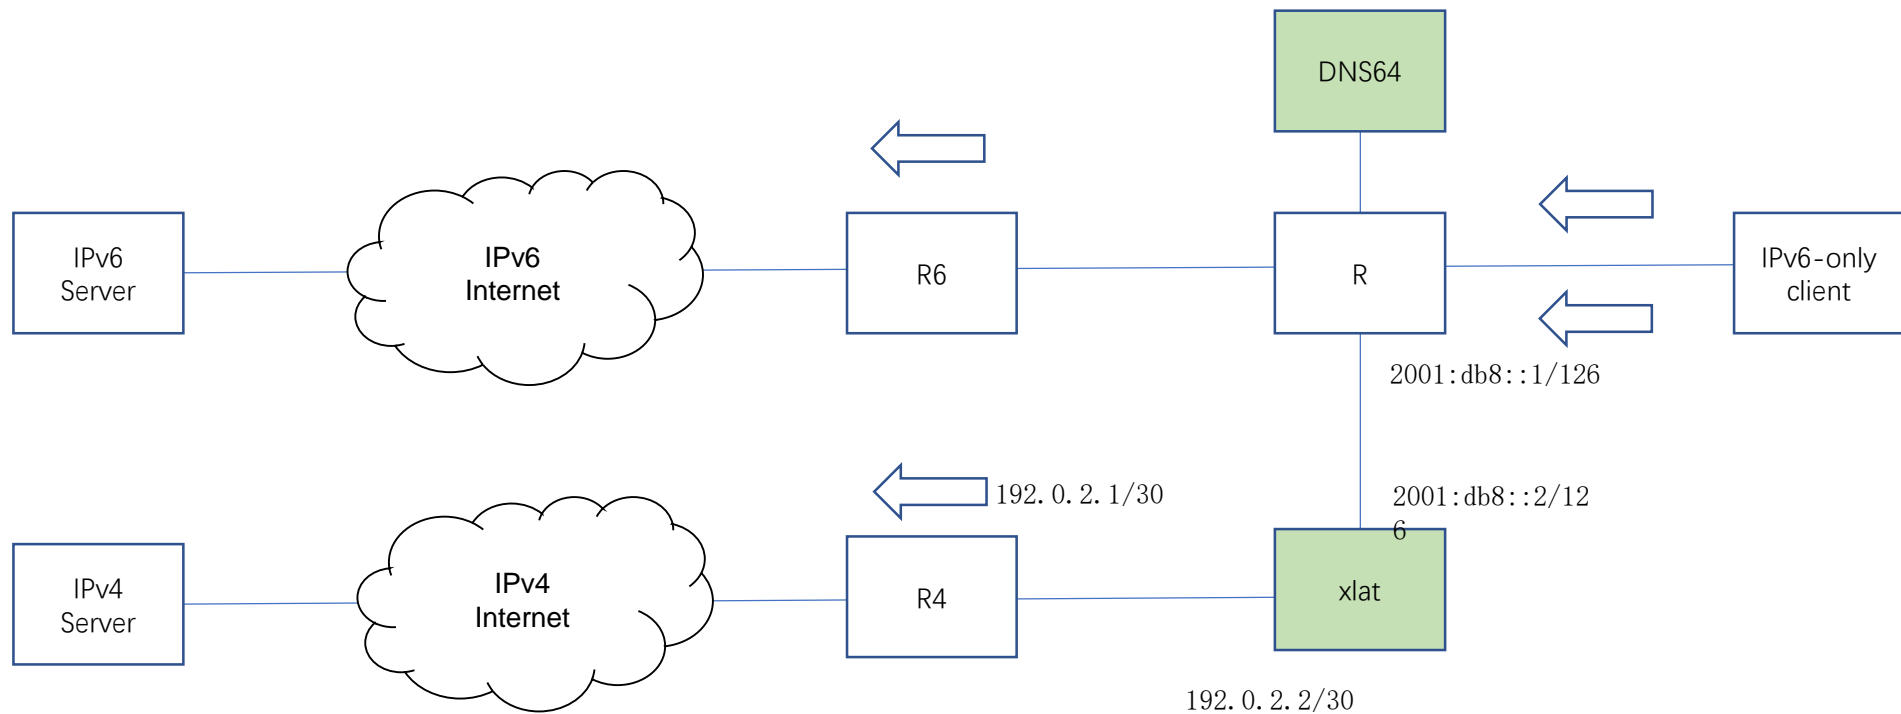 DNS64
IPv6
Server
IPv6
Internet
R6
R
IPv6-only
client
2001:db8::1/126
192.0.2.1/30
2001:db8::2/12
6
IPv4
Server
IPv4
Internet
R4
xlat
192.0.2.2/30